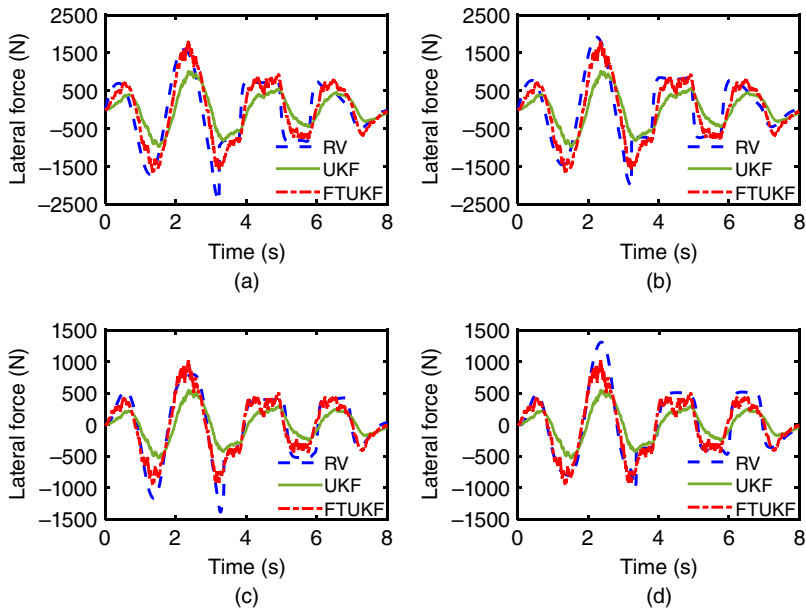 2500
1500
500
−500
−1500
−2500
Lateral force (N)
RV
UKF
FTUKF
0 2 4 6 8
Time (s)
(a)
2500
1500
500
−500
−1500
−2500
Lateral force (N)
RV
UKF
FTUKF
0 2 4 6 8
Time (s)
(b)
1500
1000
500
0
−500
−1000
−1500
Lateral force (N)
RV
UKF
FTUKF
0 2 4 6 8
Time (s)
(c)
1500
1000
500
0
−500
−1000
−1500
Lateral force (N)
RV
UKF
FTUKF
0 2 4 6 8
Time (s)
(d)